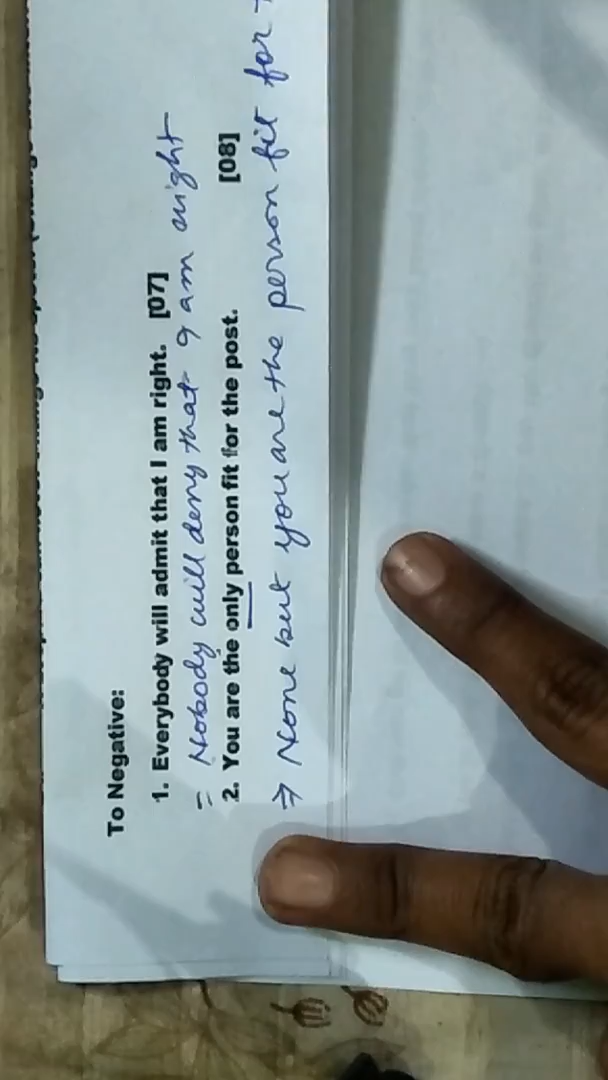 To Negative:
1. Everybody will admit that I am right. [07]
= Nobody will deny that I am right
2. You are the only person fit for the post. [08]
⇒ None but you are the person fit for